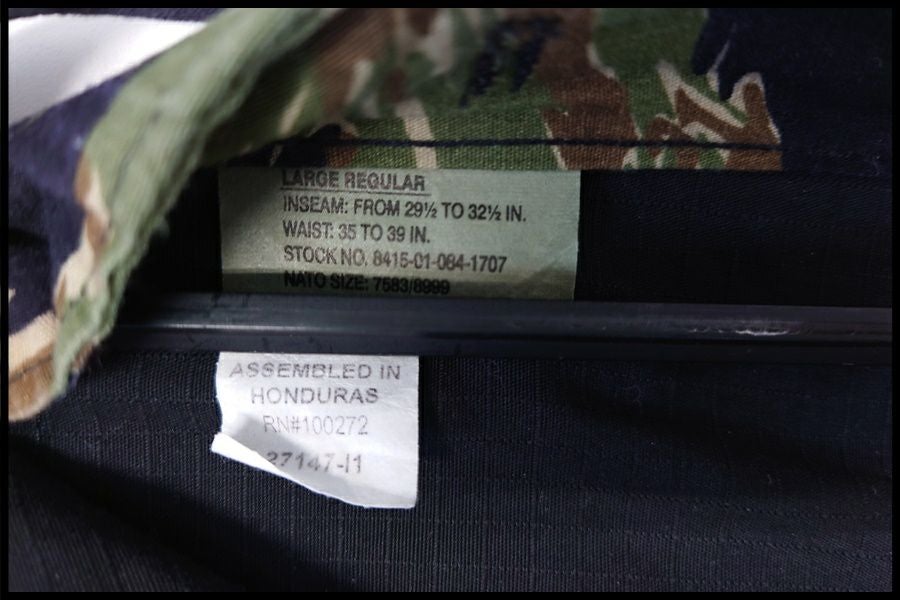 LARGE REGULAR
INSEAM: FROM 29½ TO 32½ IN.
WAIST: 35 TO 39 IN.
STOCK NO. 8415-01-084-1707
NATO SIZE: 7583/8999
ASSEMBLED IN
HONDURAS
RN#100272
27147-I1